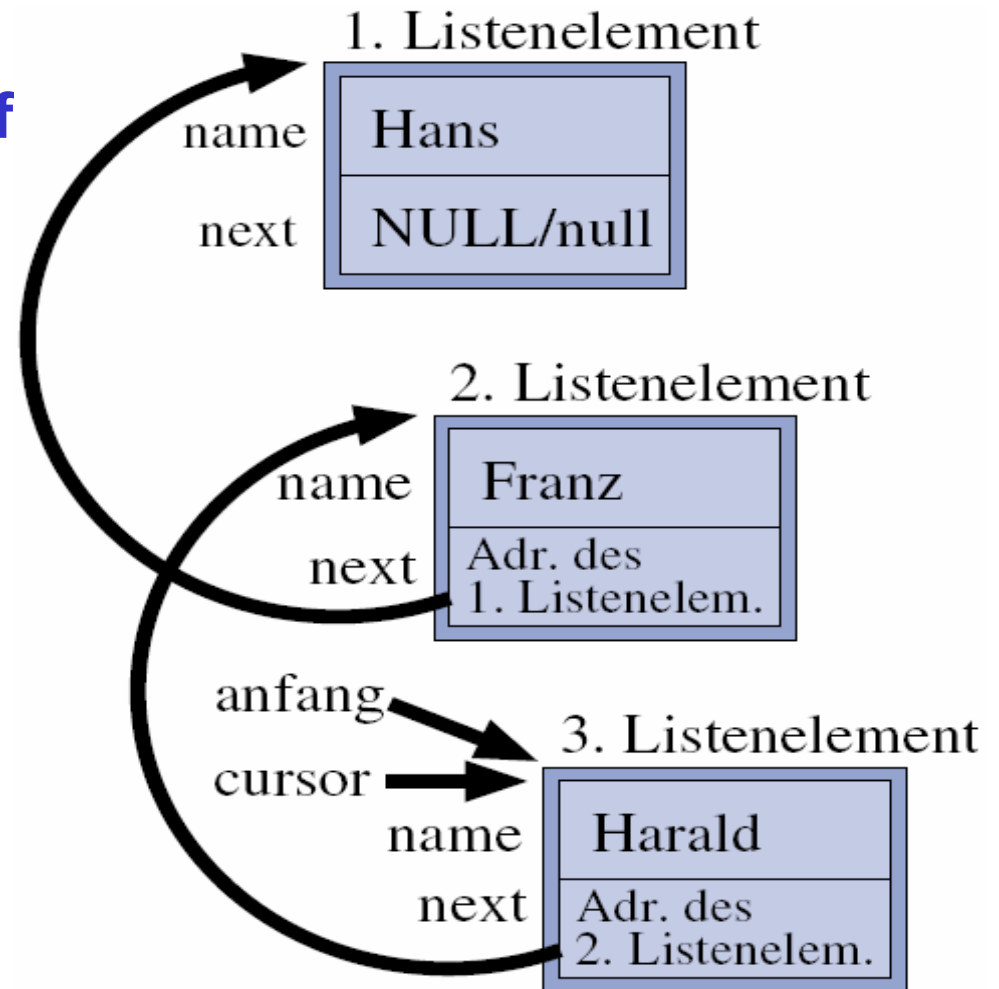 1. Listenelement
f
name Hans
next NULL/null
2. Listenelement
name Franz
next Adr. des
1. Listenelem.
anfang
3. Listenelement
cursor
name Harald
next Adr. des
2. Listenelem.